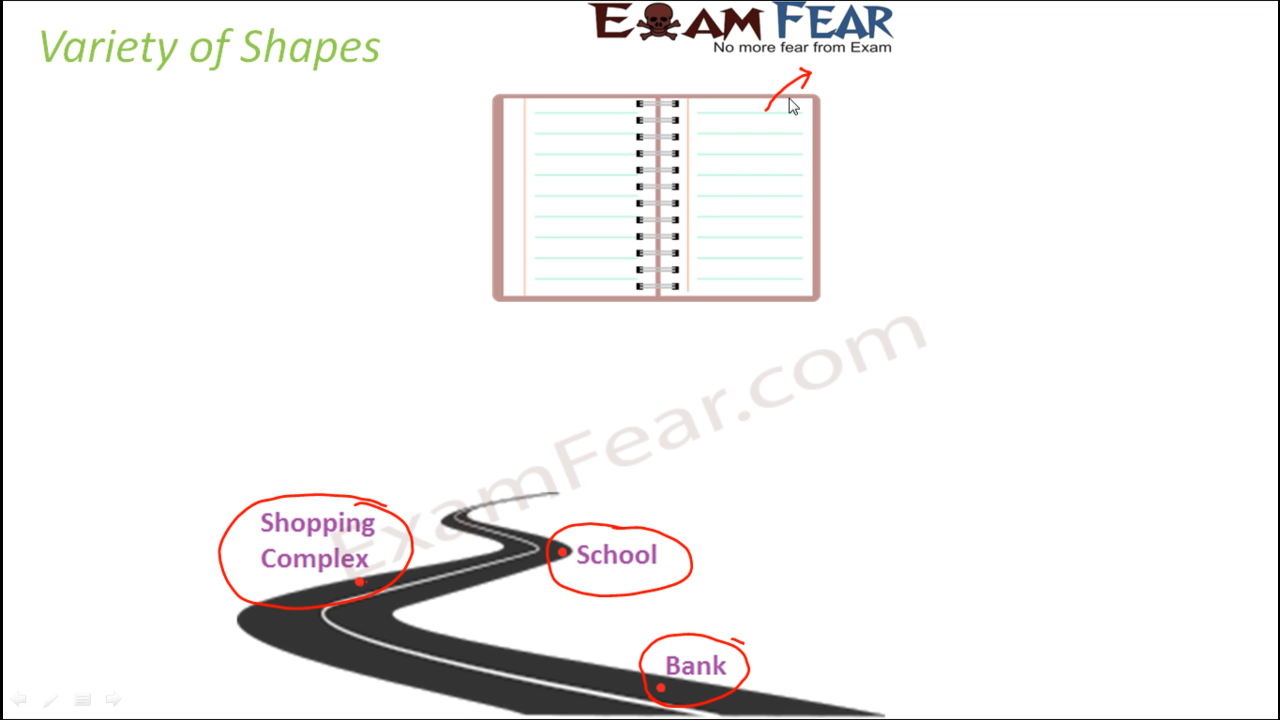 Variety of Shapes
EXAM FEAR
No more fear from Exam
ExamFear.com
Shopping
Complex
School
Bank